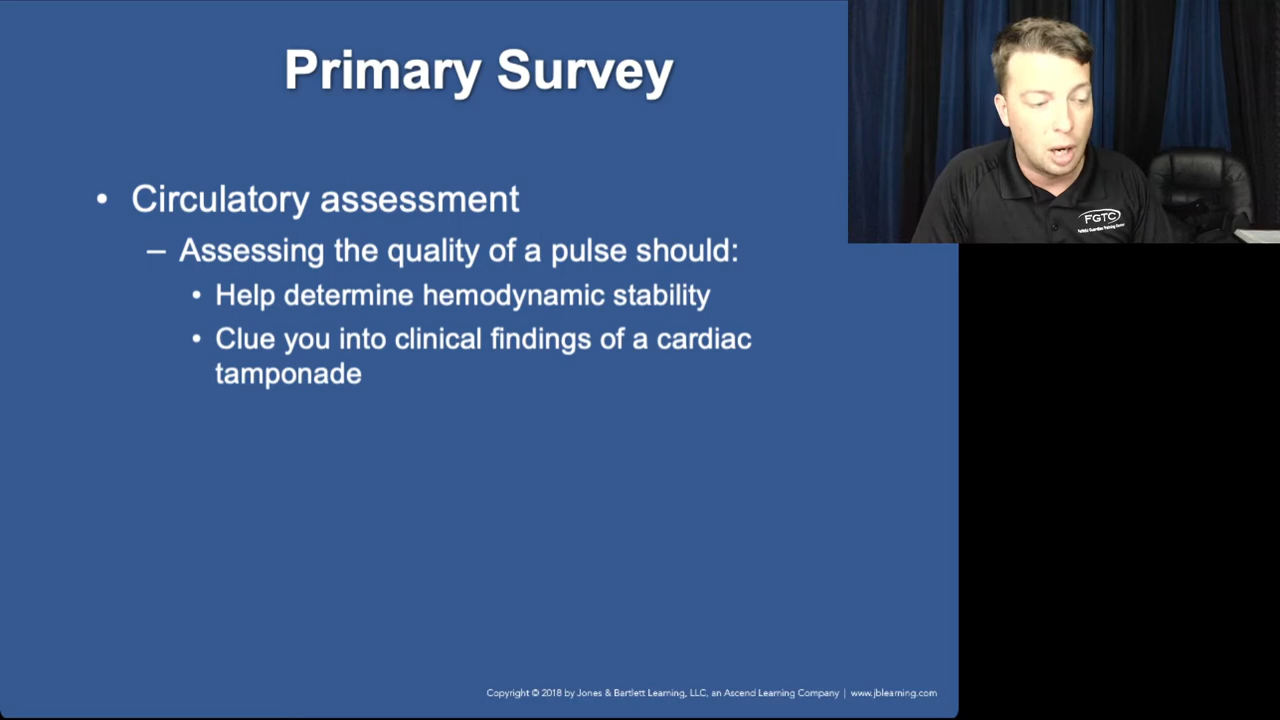 Primary Survey
• Circulatory assessment
– Assessing the quality of a pulse should:
• Help determine hemodynamic stability
• Clue you into clinical findings of a cardiac
tamponade
FGTC
Copyright © 2018 by Jones & Bartlett Learning, LLC, an Ascend Learning Company | www.jblearning.com